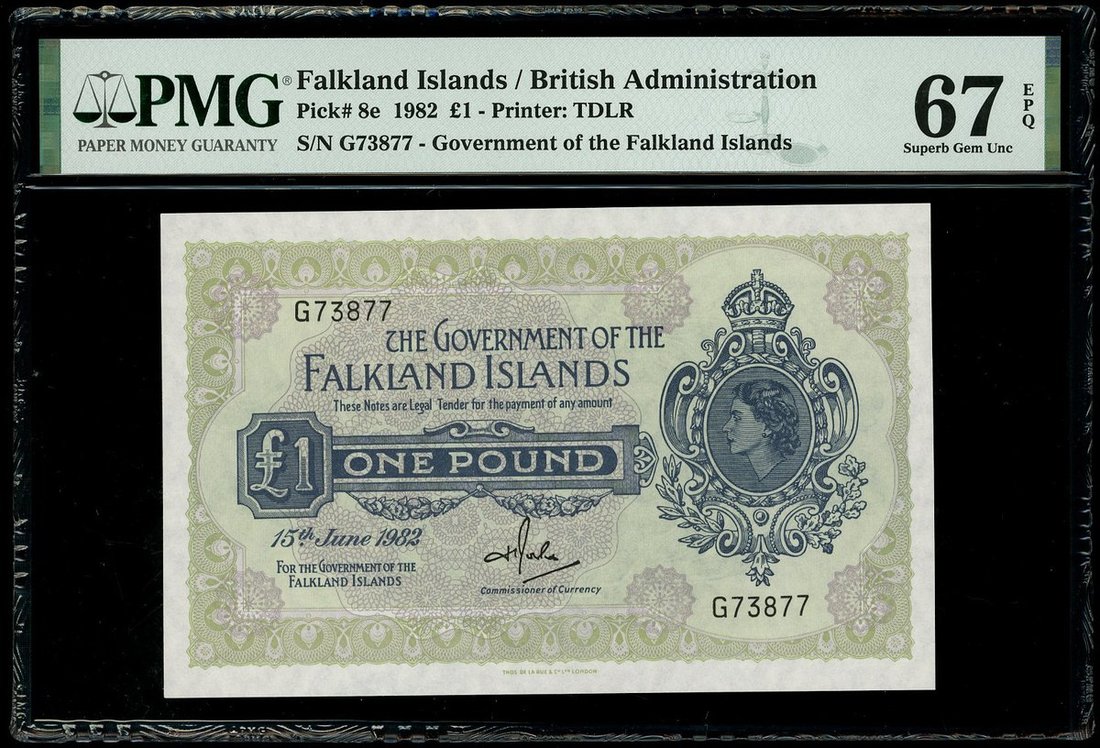 PMG®
PAPER MONEY GUARANTY
Falkland Islands / British Administration
Pick# 8e 1982 £1 - Printer: TDLR
S/N G73877 - Government of the Falkland Islands
67 EPQ
Superb Gem Unc
G73877
THE GOVERNMENT OF THE
FALKLAND ISLANDS
These Notes are Legal Tender for the payment of any amount
£1 ONE POUND
15th June 1982
FOR THE GOVERNMENT OF THE
FALKLAND ISLANDS
Commissioner of Currency
G73877
THOS. DE LA RUE & Co. LTD. LONDON